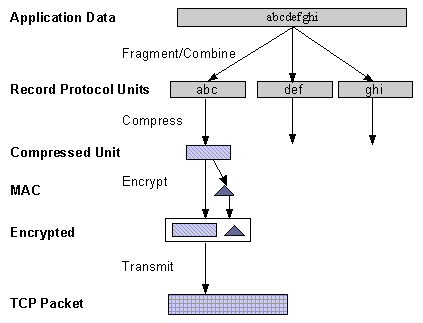 Application Data
abcdefghi
Fragment/Combine
Record Protocol Units
abc
def
ghi
Compress
Compressed Unit
Encrypt
MAC
Encrypted
Transmit
TCP Packet